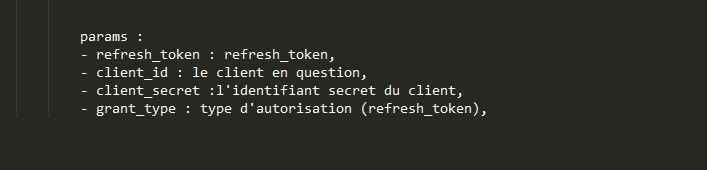 params :
- refresh_token : refresh_token,
- client_id : le client en question,
- client_secret :l'identifiant secret du client,
- grant_type : type d'autorisation (refresh_token),